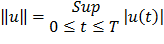 ‖u‖ = Sup |u(t)|
0 ≤ t ≤ T